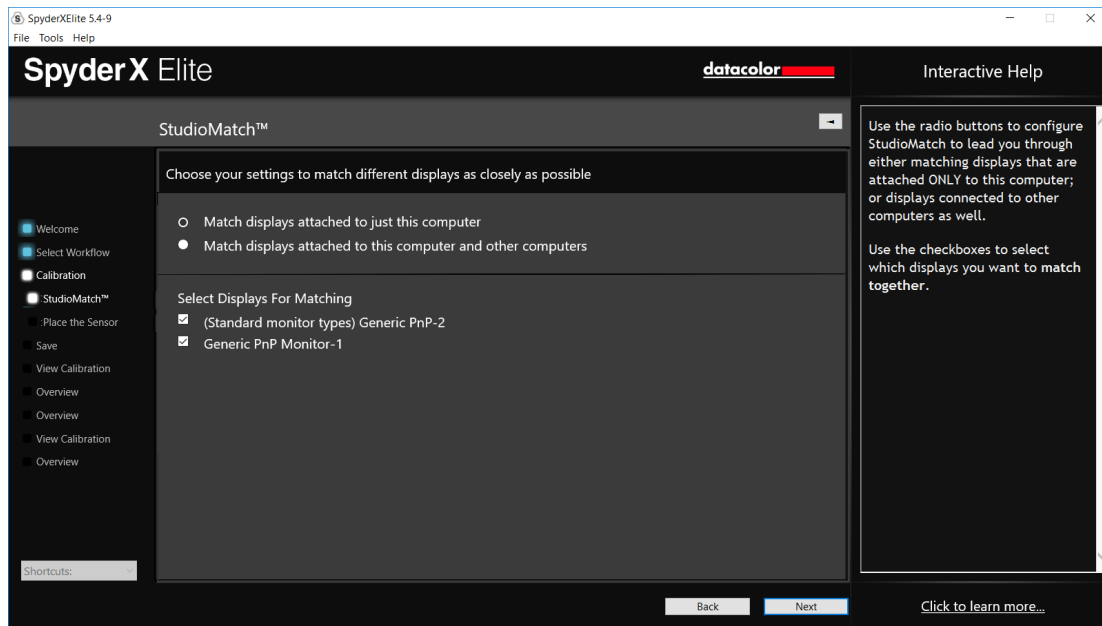 SpyderXElite 5.4-9
File Tools Help
SpyderX Elite
datacolor
Interactive Help
StudioMatch™
Choose your settings to match different displays as closely as possible
Match displays attached to just this computer
Match displays attached to this computer and other computers
Select Displays For Matching
(Standard monitor types) Generic PnP-2
Generic PnP Monitor-1
Welcome
Select Workflow
Calibration
StudioMatch™
:Place the Sensor
Save
View Calibration
Overview
Overview
View Calibration
Overview
Shortcuts:
Use the radio buttons to configure
StudioMatch to lead you through
either matching displays that are
attached ONLY to this computer;
or displays connected to other
computers as well.
Use the checkboxes to select
which displays you want to match
together.
Back
Next
Click to learn more...